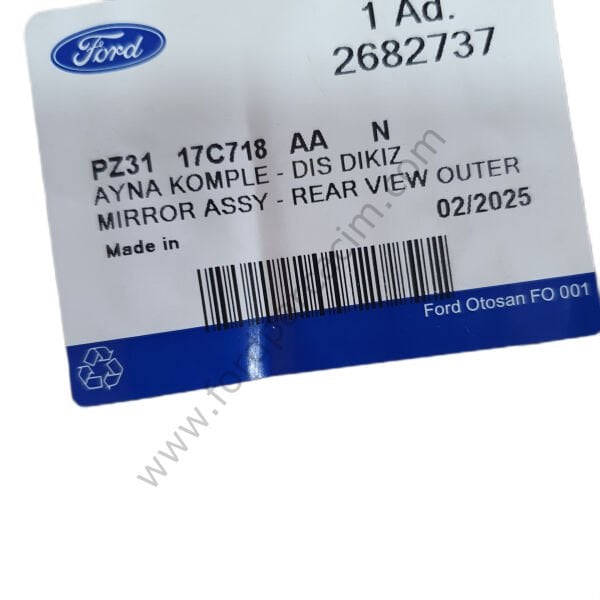 Ford
1 Ad.
2682737
PZ31 17C718 AA N
AYNA KOMPLE - DIS DIKIZ
MIRROR ASSY - REAR VIEW OUTER
02/2025
Made in
Ford Otosan FO 001